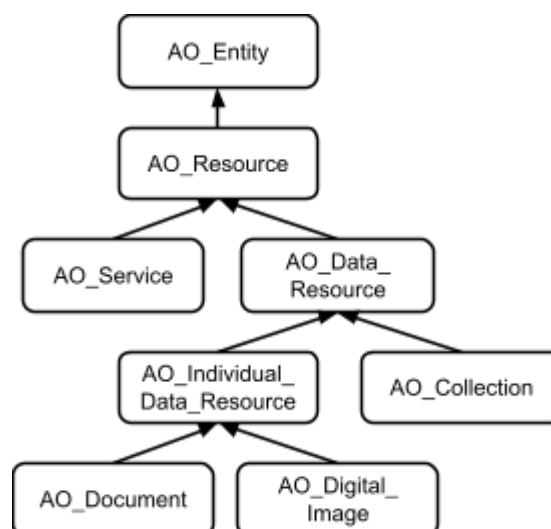 AO_Entity
AO_Resource
AO_Service
AO_Data_
Resource
AO_Individual_
Data_Resource
AO_Collection
AO_Document
AO_Digital_
Image